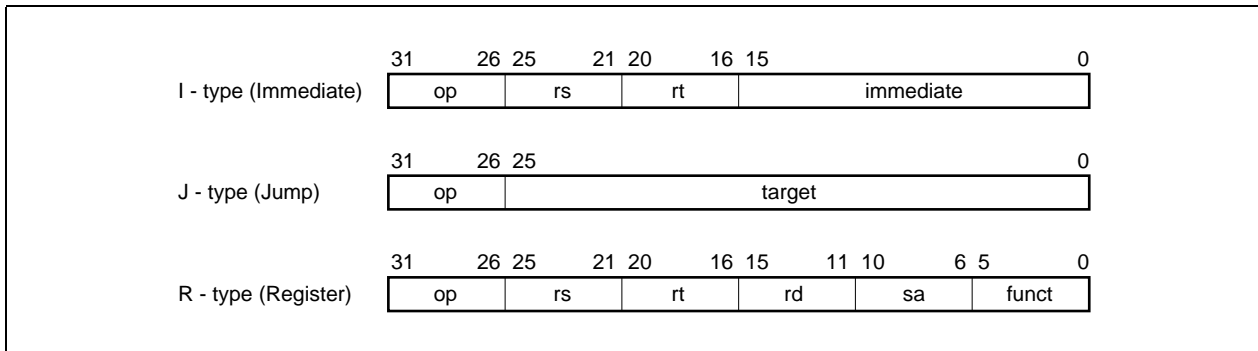 31 26 25 21 20 16 15 0
I - type (Immediate) op rs rt immediate
31 26 25 0
J - type (Jump) op target
31 26 25 21 20 16 15 11 10 6 5 0
R - type (Register) op rs rt rd sa funct